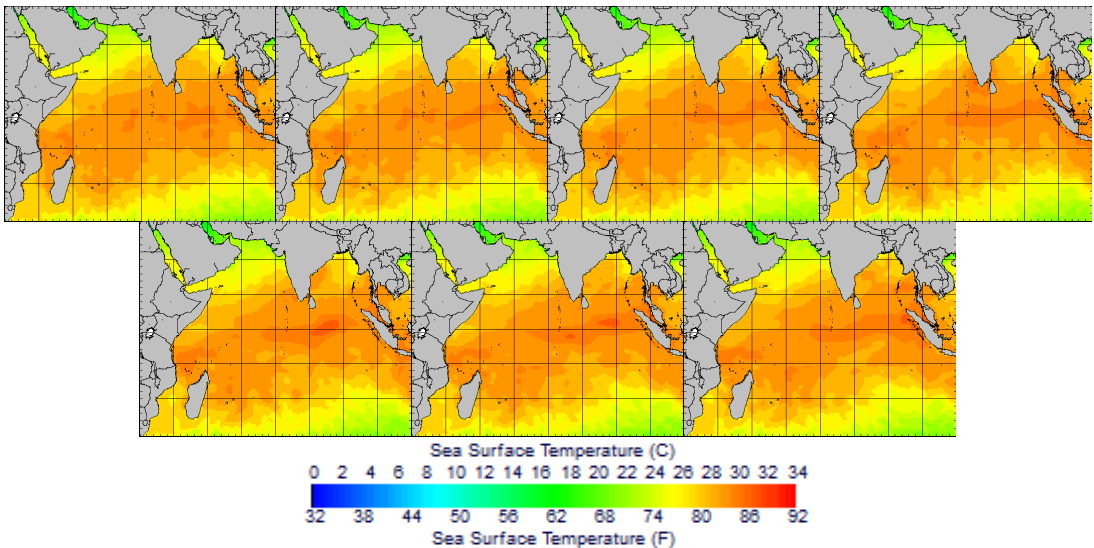 Sea Surface Temperature (C)
0 2 4 6 8 10 12 14 16 18 20 22 24 26 28 30 32 34
32 38 44 50 56 62 68 74 80 86 92
Sea Surface Temperature (F)